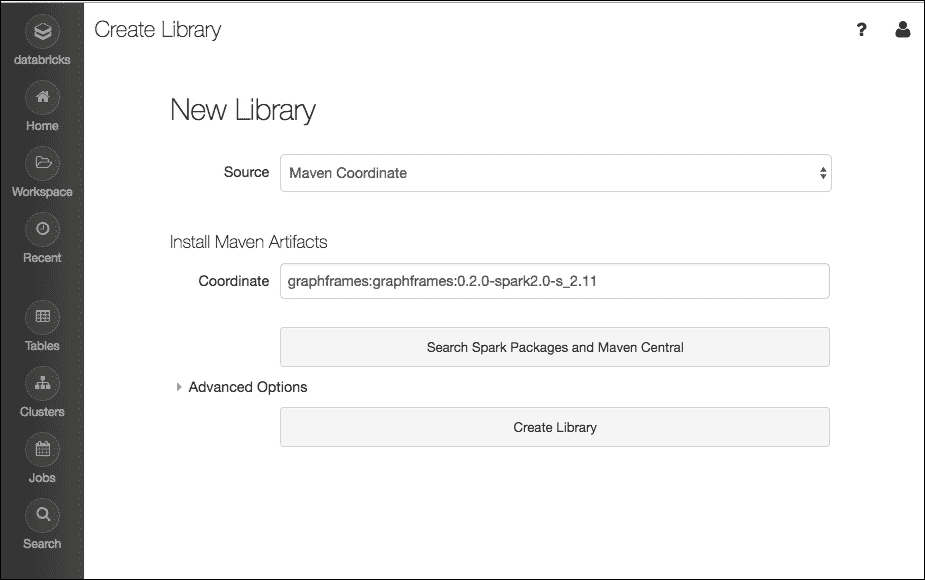 Create Library
?
databricks
Home
Workspace
Recent
Tables
Clusters
Jobs
Search
New Library
Source Maven Coordinate
Install Maven Artifacts
Coordinate graphframes:graphframes:0.2.0-spark2.0-s_2.11
Search Spark Packages and Maven Central
Advanced Options
Create Library